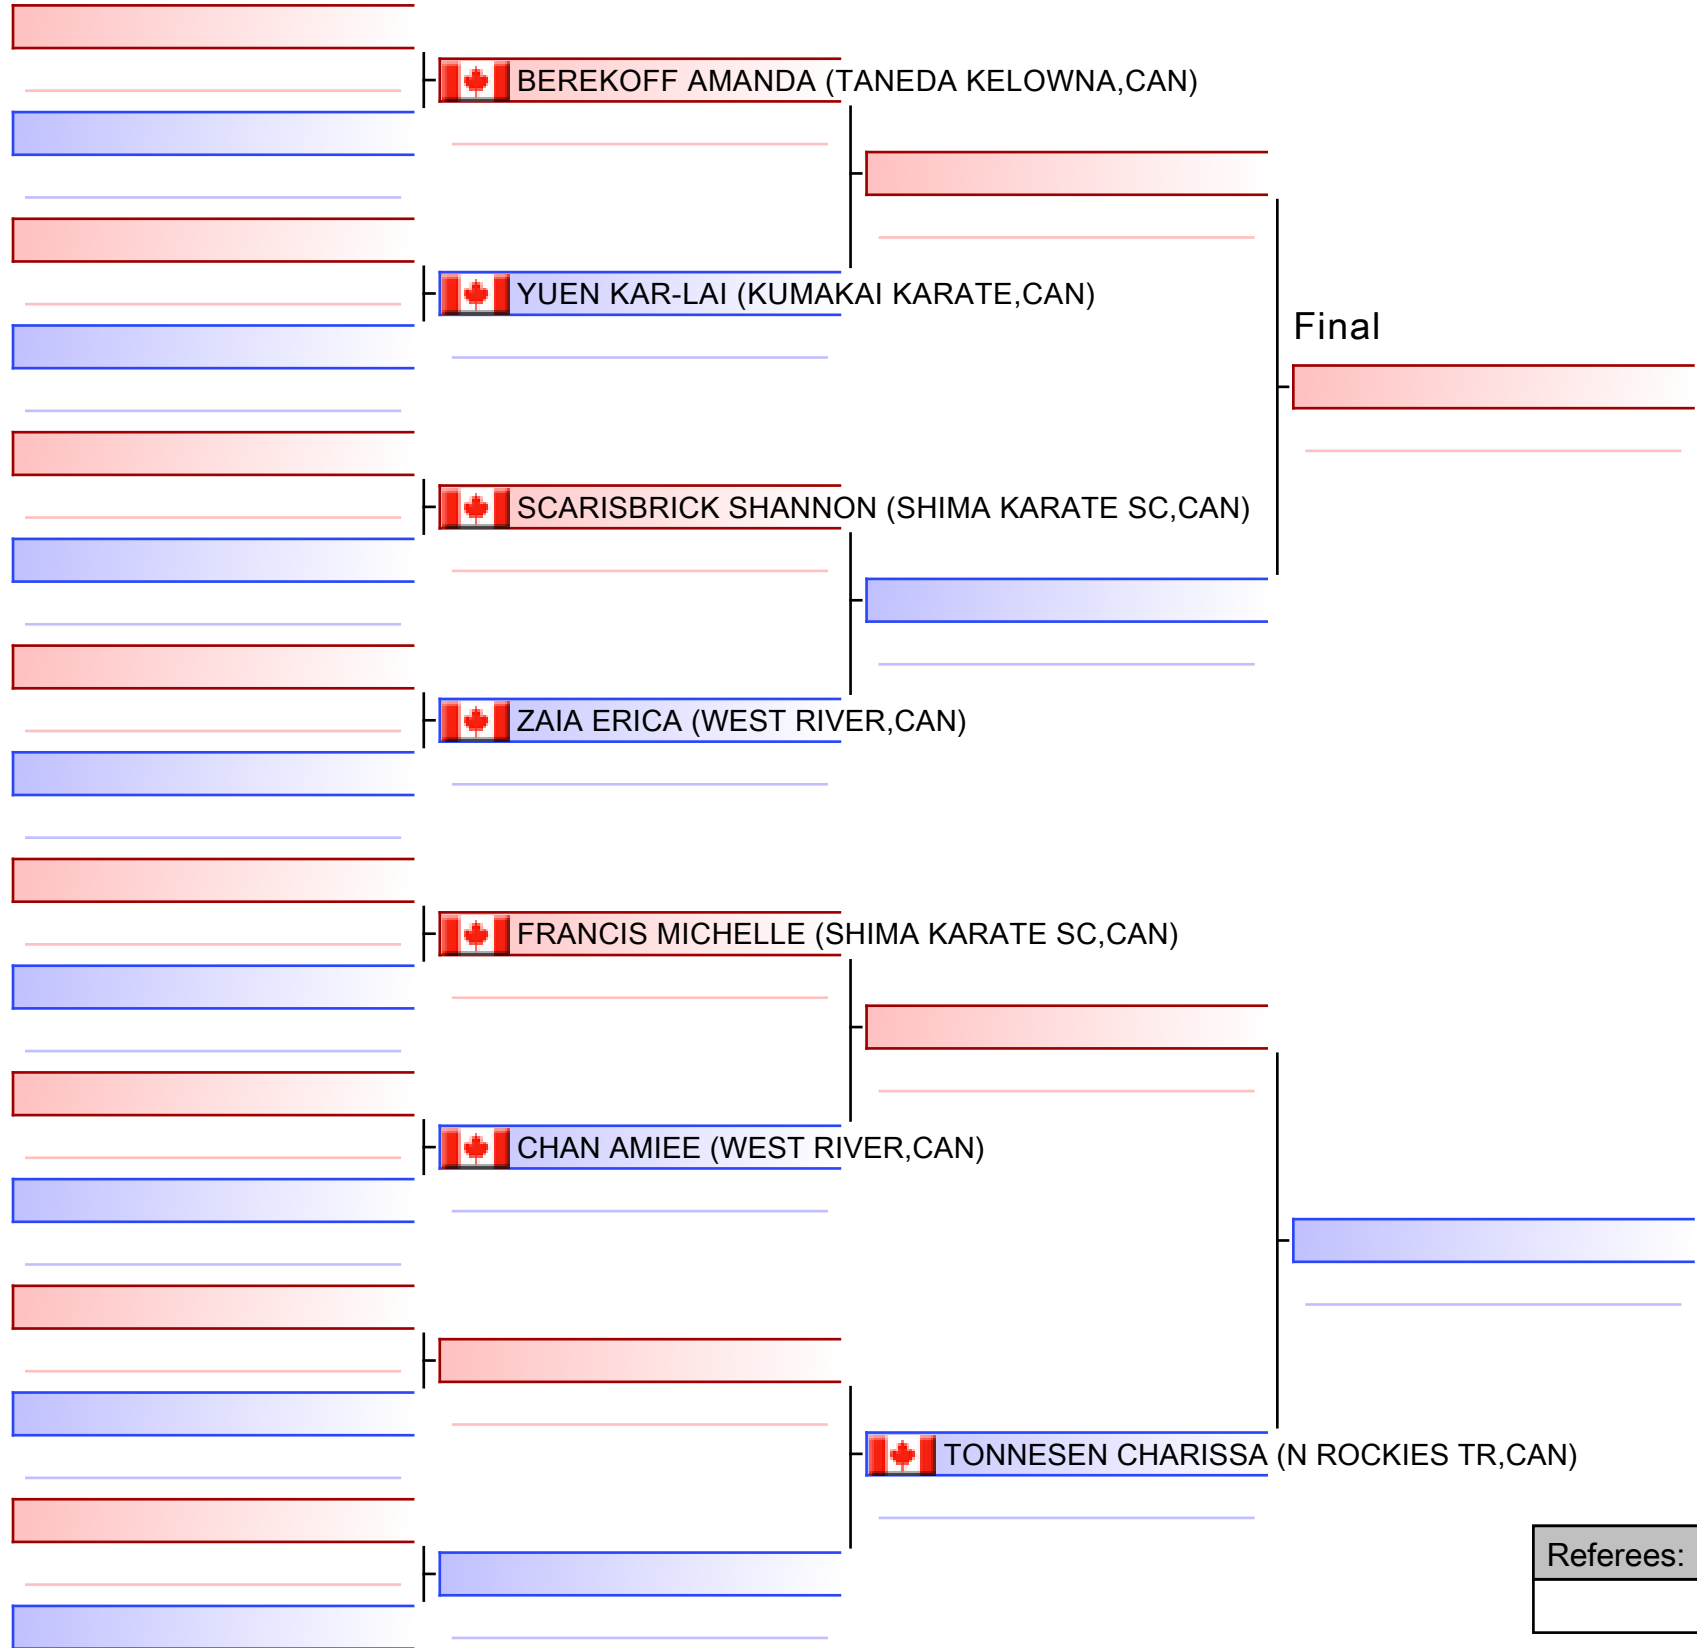 BEREKOFF AMANDA (TANEDA KELOWNA,CAN)
YUEN KAR-LAI (KUMAKAI KARATE,CAN)
Final
SCARISBRICK SHANNON (SHIMA KARATE SC,CAN)
ZAIA ERICA (WEST RIVER,CAN)
FRANCIS MICHELLE (SHIMA KARATE SC,CAN)
CHAN AMIEE (WEST RIVER,CAN)
TONNESEN CHARISSA (N ROCKIES TR,CAN)
Referees: